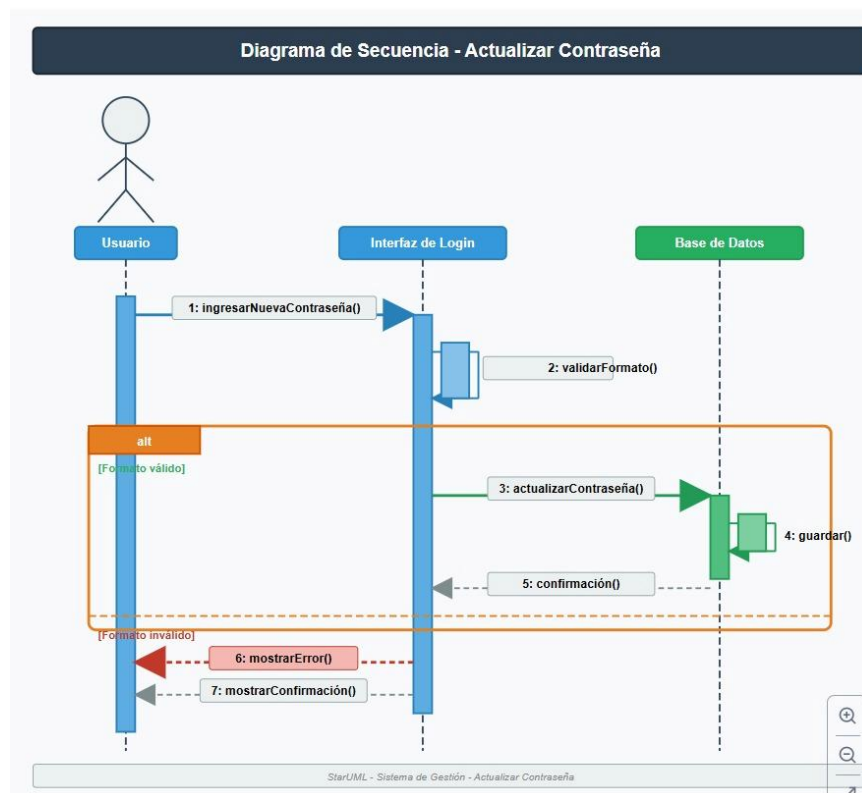 Diagrama de Secuencia - Actualizar Contraseña
Usuario
Interfaz de Login
Base de Datos
1: ingresarNuevaContraseña()
2: validarFormato()
alt
[Formato válido]
3: actualizarContraseña()
4: guardar()
5: confirmación()
[Formato inválido]
6: mostrarError()
7: mostrarConfirmación()
StarUML - Sistema de Gestión - Actualizar Contraseña